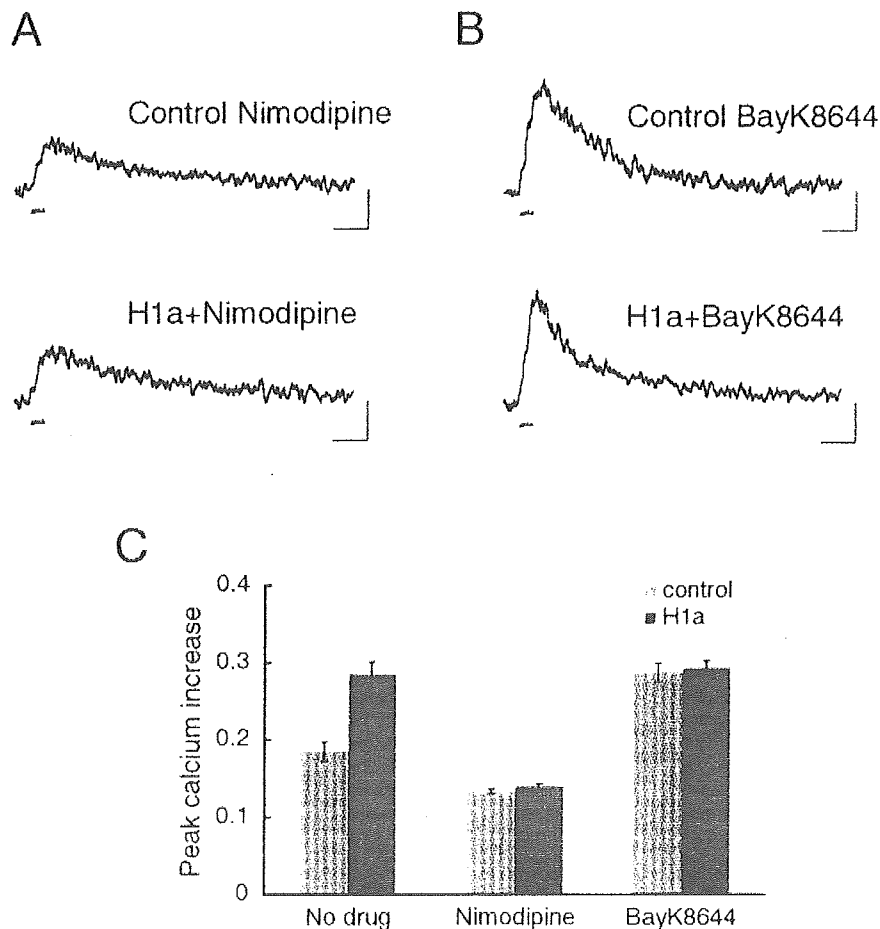 A
B
Control Nimodipine
Control BayK8644
H1a+Nimodipine
H1a+BayK8644
C
Peak calcium increase
0.4
0.3
0.2
0.1
0
control
H1a
No drug
Nimodipine
BayK8644